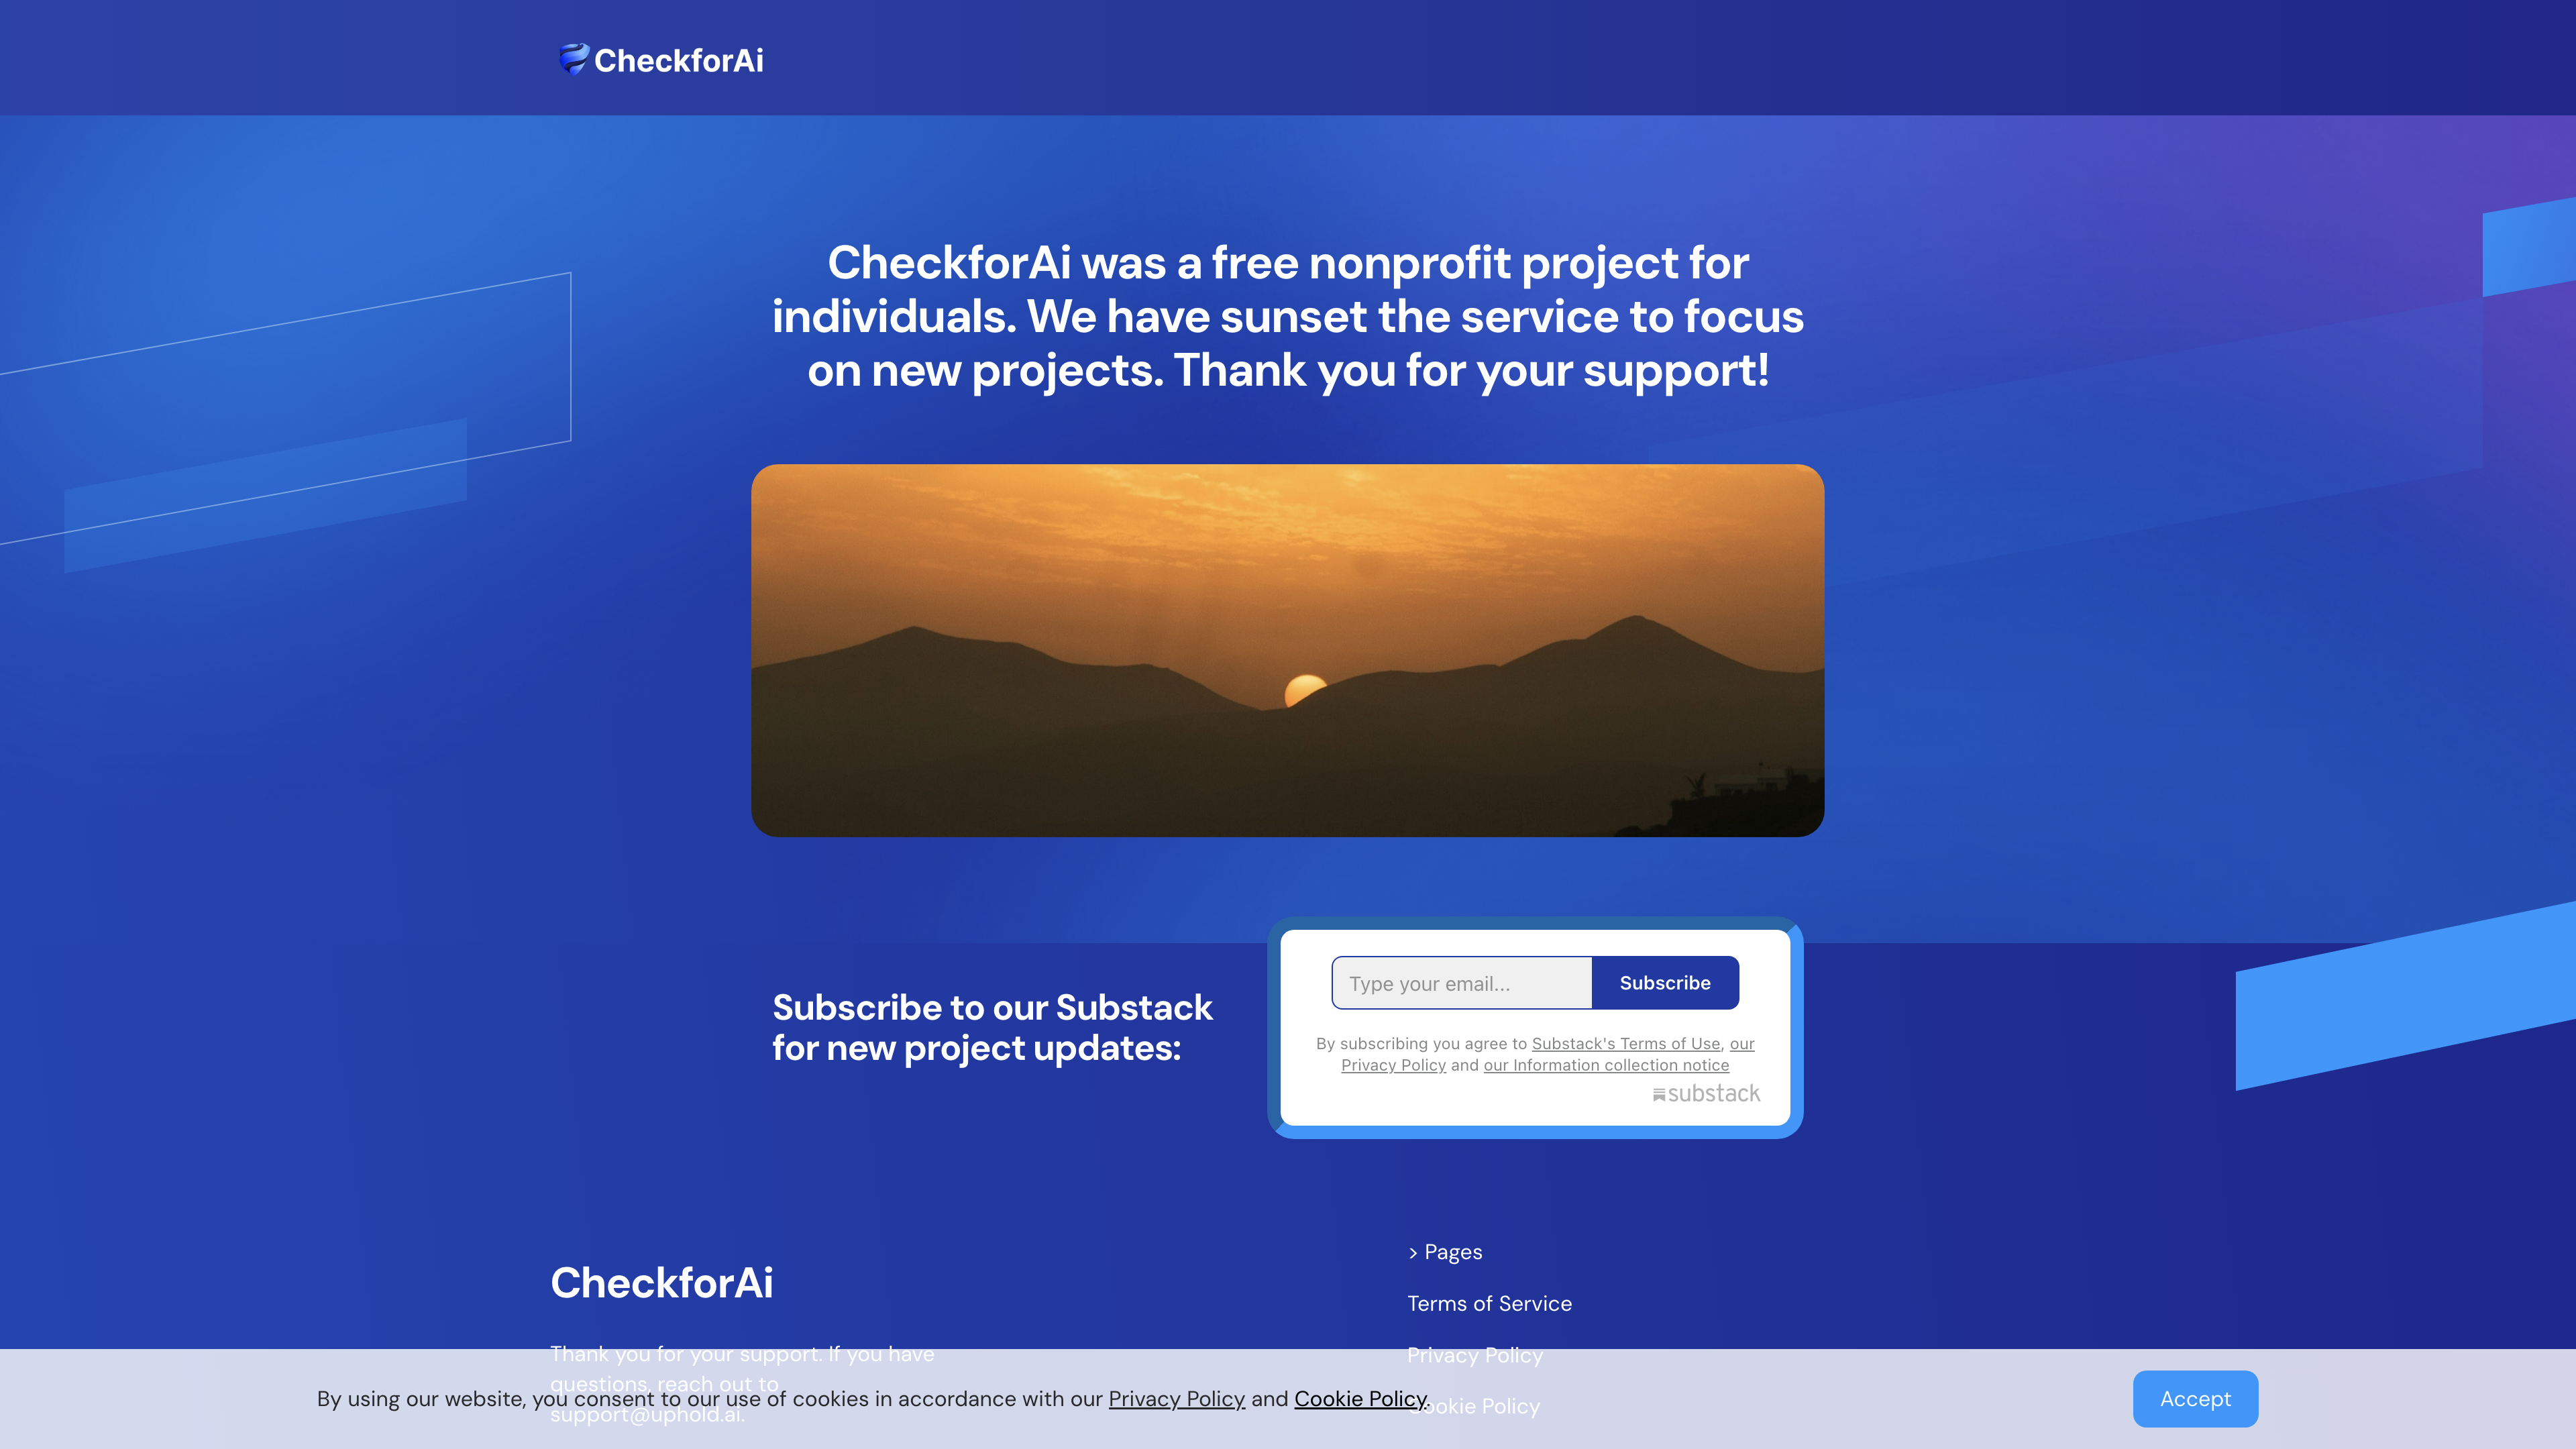 CheckforAi
CheckforAi was a free nonprofit project for
individuals. We have sunset the service to focus
on new projects. Thank you for your support!
Subscribe to our Substack
for new project updates:
Type your email...
Subscribe
By subscribing you agree to Substack's Terms of Use, our
Privacy Policy and our Information collection notice
substack
CheckforAi
Thank you for your support. If you have
questions, reach out to
support@uphold.ai.
> Pages
Terms of Service
Privacy Policy
Cookie Policy
By using our website, you consent to our use of cookies in accordance with our Privacy Policy and Cookie Policy.
Accept